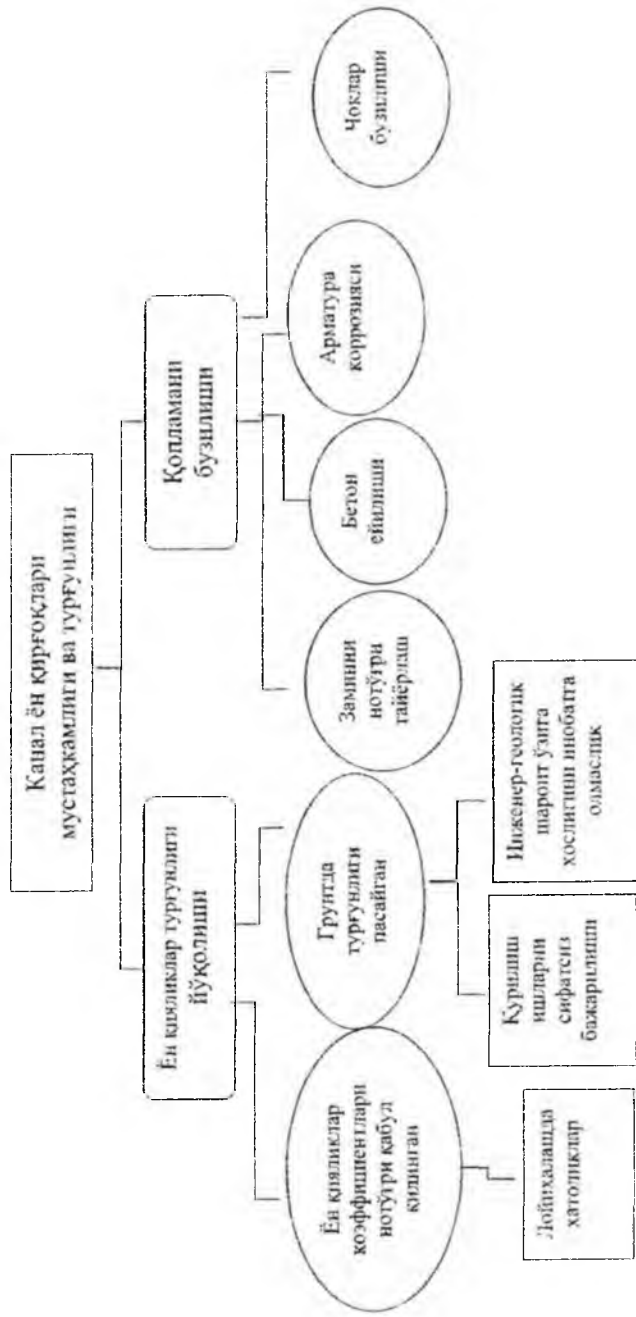 Канал ён қирғоқлари
мустаҳкамлиги ва турғунлиги
Ён қияликлар турғунлиги
йўқолиши
Қопламани
бузилиши
Ён қияликлар
коэффициентлари
нотўғри қабул
қилинган
Грунтда
турғунлиги
пасайган
Заминни
нотўғри
тайёрлаш
Бетон
ейилиши
Арматура
коррозияси
Чоклар
бузилиши
Лойиҳалашда
хатоликлар
Қурилиш
ишларни
сифатсиз
бажарилиши
Инженер-геологик
шароит ўзига
хослигини инобатга
олмаслик